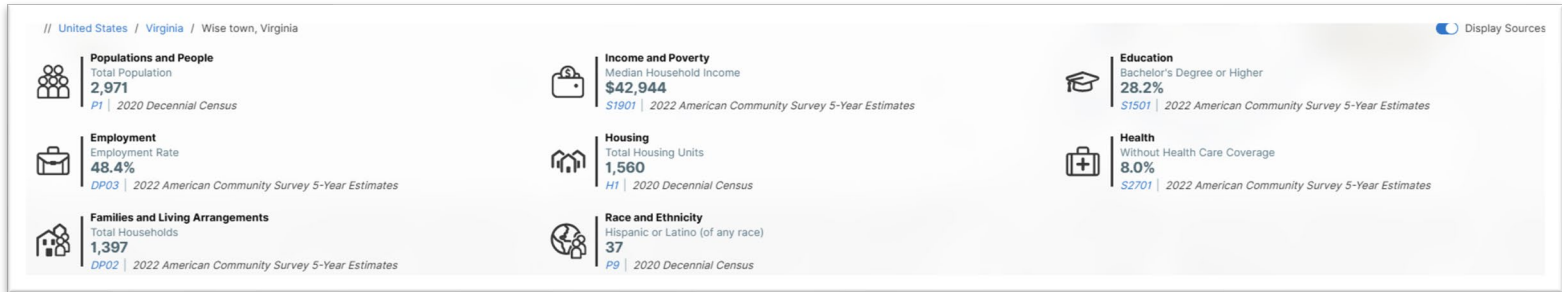 // United States / Virginia / Wise town, Virginia
Display Sources
Populations and People
Total Population
2,971
P1 | 2020 Decennial Census
Income and Poverty
Median Household Income
$42,944
S1901 | 2022 American Community Survey 5-Year Estimates
Education
Bachelor's Degree or Higher
28.2%
S1501 | 2022 American Community Survey 5-Year Estimates
Employment
Employment Rate
48.4%
DP03 | 2022 American Community Survey 5-Year Estimates
Housing
Total Housing Units
1,560
H1 | 2020 Decennial Census
Health
Without Health Care Coverage
8.0%
S2701 | 2022 American Community Survey 5-Year Estimates
Families and Living Arrangements
Total Households
1,397
DP02 | 2022 American Community Survey 5-Year Estimates
Race and Ethnicity
Hispanic or Latino (of any race)
37
P9 | 2020 Decennial Census